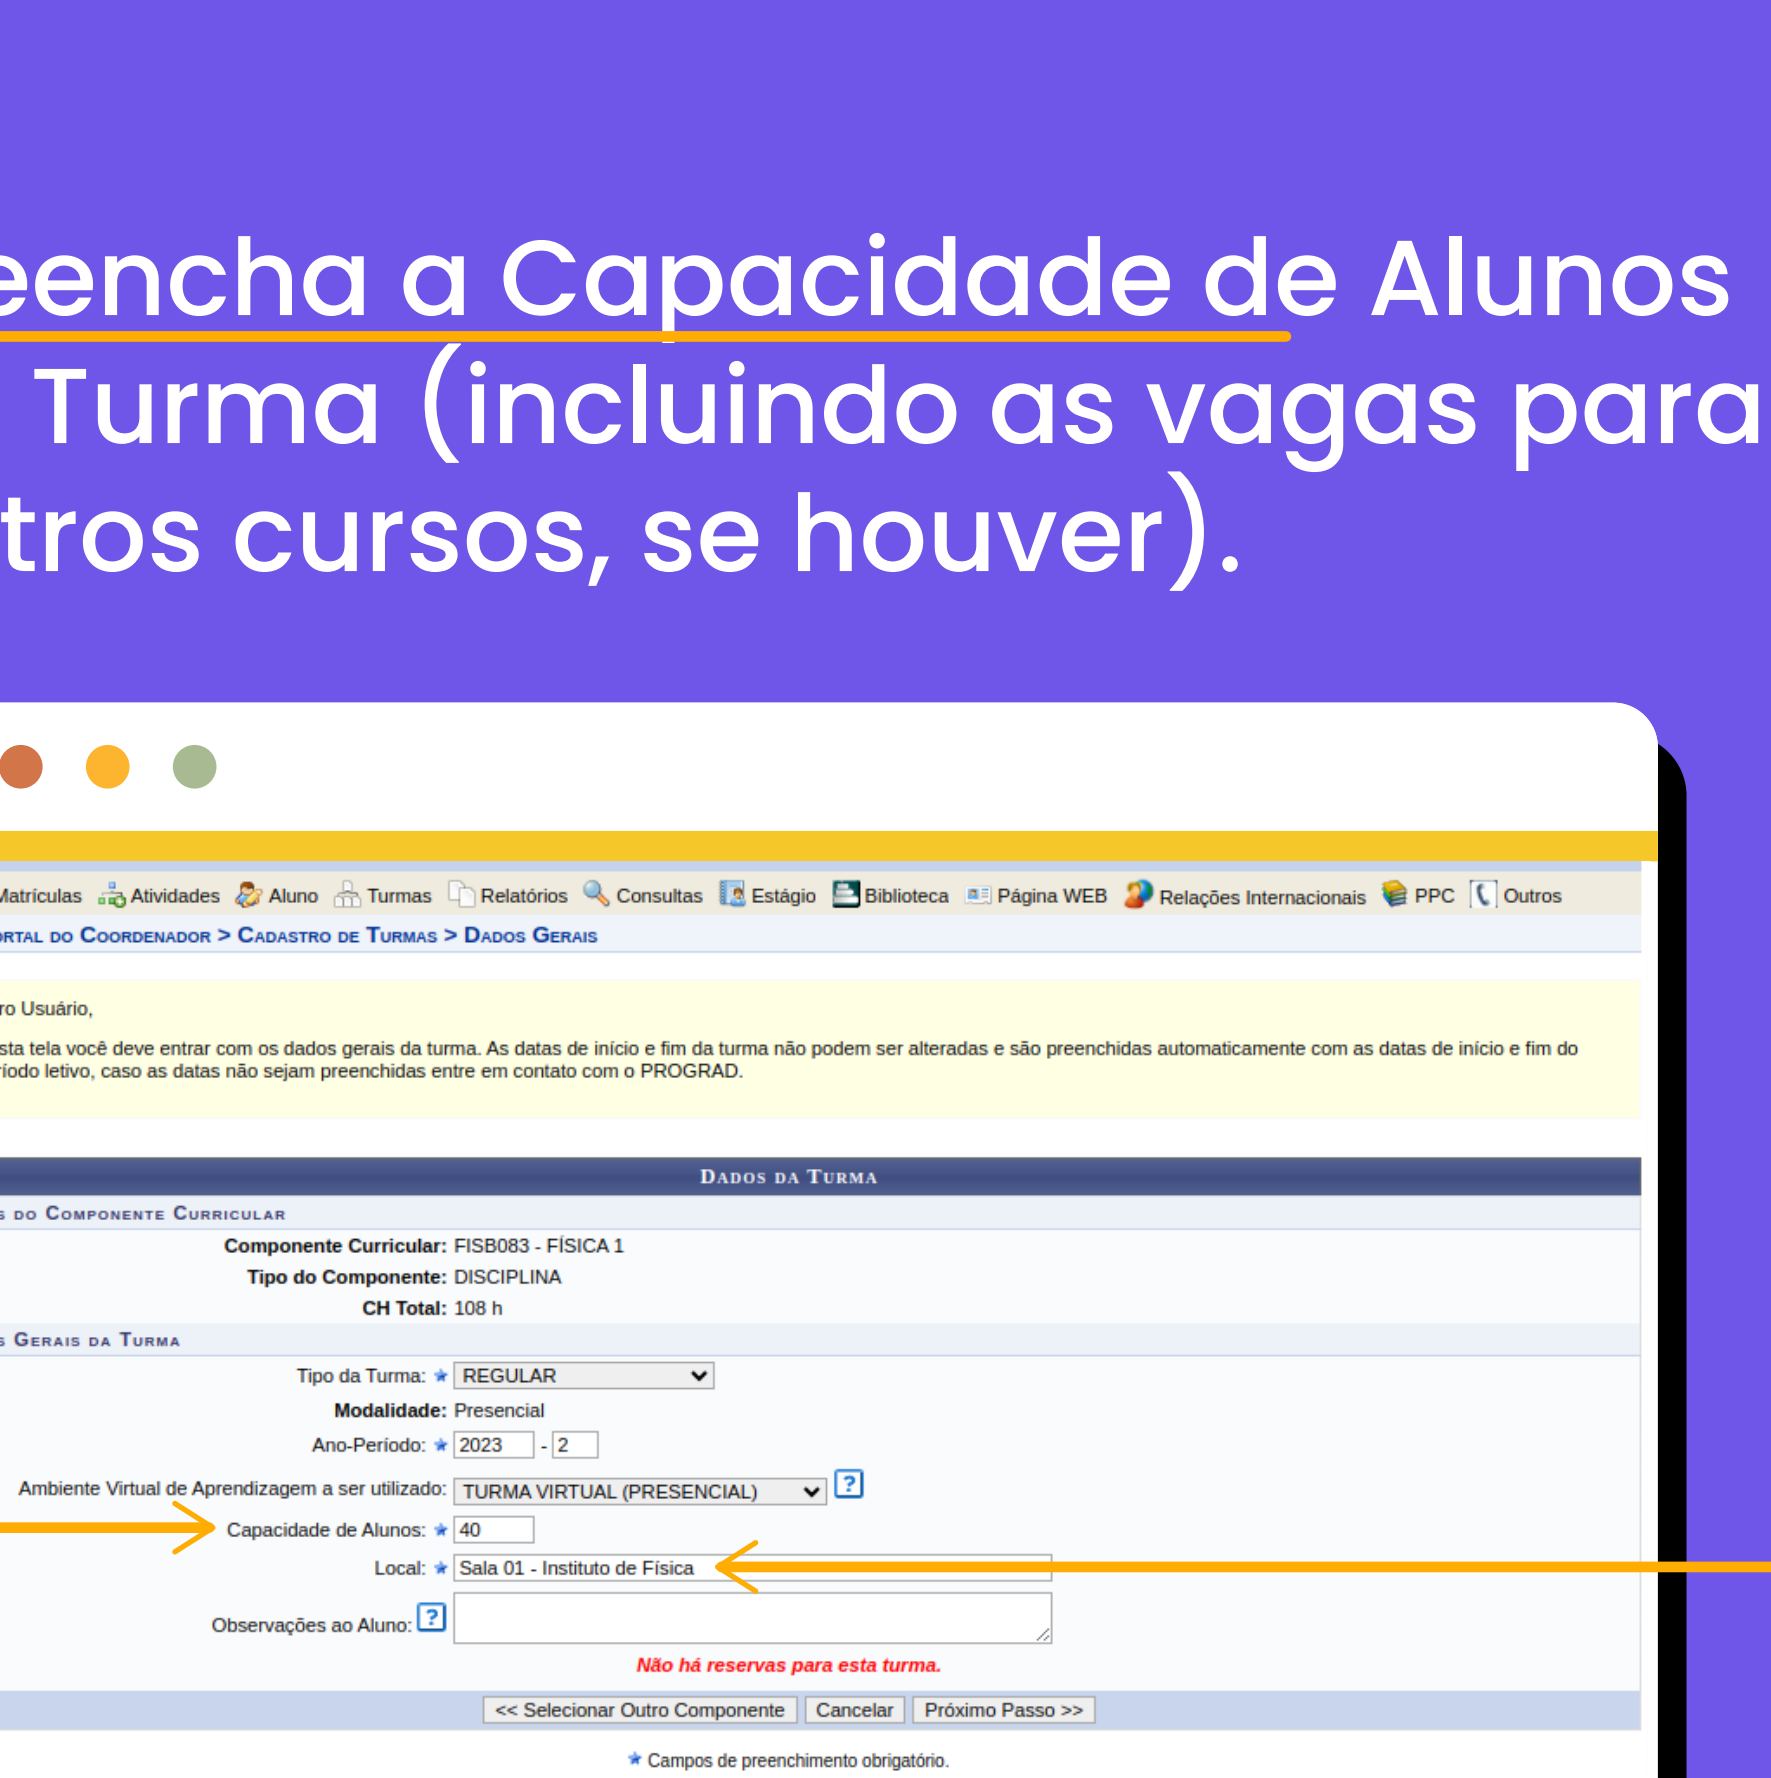 eencha a Capacidade de Alunos
Turma (incluindo as vagas para
tros cursos, se houver).
Matrículas Atividades Aluno Turmas Relatórios Consultas Estágio Biblioteca Página WEB Relações Internacionais PPC Outros
ortal do Coordenador > Cadastro de Turmas > Dados Gerais
ro Usuário,
sta tela você deve entrar com os dados gerais da turma. As datas de início e fim da turma não podem ser alteradas e são preenchidas automaticamente com as datas de início e fim do
ríodo letivo, caso as datas não sejam preenchidas entre em contato com o PROGRAD.
Dados da Turma
s do Componente Curricular
Componente Curricular: FISB083 - FÍSICA 1
Tipo do Componente: DISCIPLINA
CH Total: 108 h
s Gerais da Turma
Tipo da Turma: REGULAR
Modalidade: Presencial
Ano-Período: 2023 - 2
Ambiente Virtual de Aprendizagem a ser utilizado: TURMA VIRTUAL (PRESENCIAL) ?
Capacidade de Alunos: 40
Local: Sala 01 - Instituto de Física
Observações ao Aluno: ?
Não há reservas para esta turma.
<< Selecionar Outro Componente Cancelar Próximo Passo >>
Campos de preenchimento obrigatório.